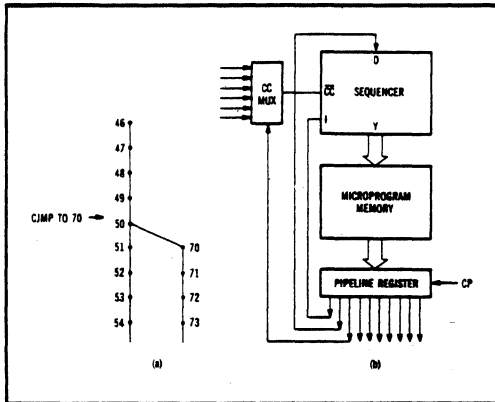 46
47
48
49
CJMP TO 70
50
51
52
53
54
70
71
72
73
(a)
CC
MUX
D
CC
SEQUENCER
I
Y
MICROPROGRAM
MEMORY
PIPELINE REGISTER
CP
(b)